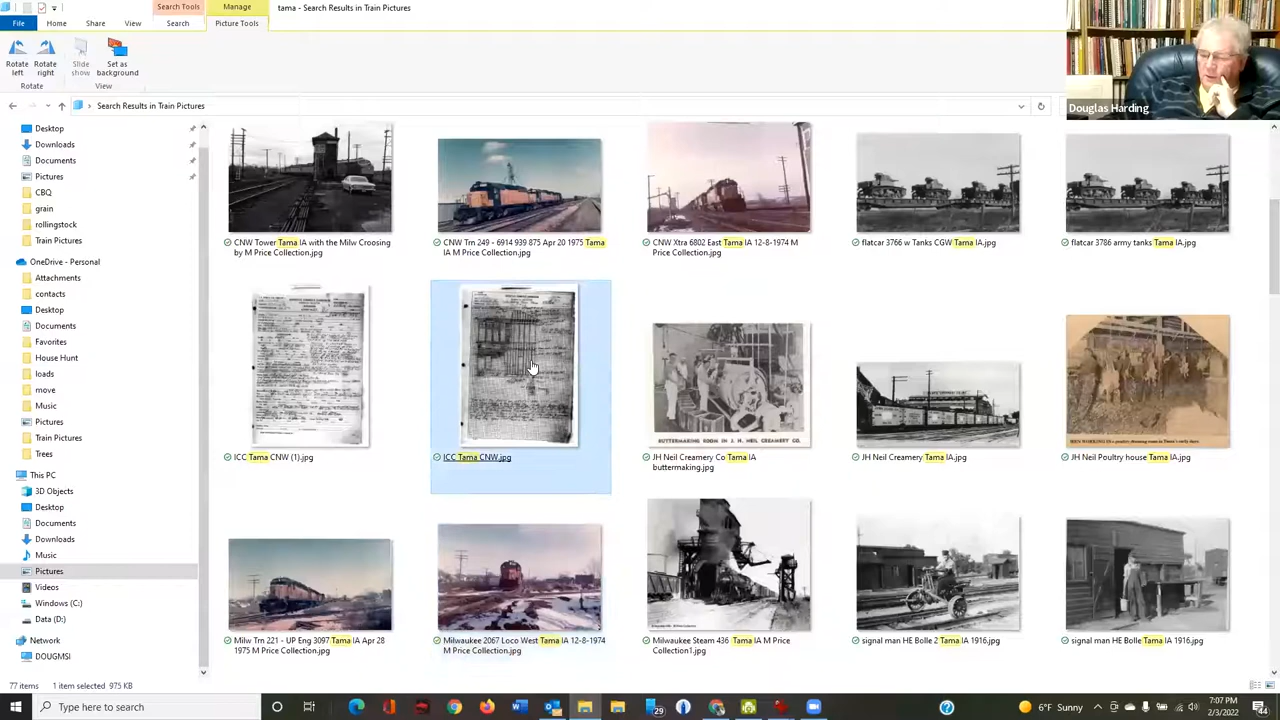 Search Tools
Manage
tama - Search Results in Train Pictures
File
Home
Share
View
Search
Picture Tools
Rotate left
Rotate right
Slide show
Set as background
Rotate
View
Search Results in Train Pictures
Douglas Harding
Desktop
Downloads
Documents
Pictures
CBQ
grain
rollingstock
Train Pictures
OneDrive - Personal
Attachments
contacts
Desktop
Documents
Favorites
House Hunt
loads
move
Music
Pictures
Train Pictures
Trees
This PC
3D Objects
Desktop
Documents
Downloads
Music
Pictures
Videos
Windows (C:)
Data (D:)
Network
DOUGMSI
CNW Tower Tama IA with the Milw Croosing
by M Price Collection.jpg
CNW Trn 249 - 6914 939 875 Apr 20 1975 Tama
IA M Price Collection.jpg
CNW Xtra 6802 East Tama IA 12-8-1974 M
Price Collection.jpg
flatcar 3766 w Tanks CGW Tama IA.jpg
flatcar 3786 army tanks Tama IA.jpg
ICC Tama CNW (1).jpg
ICC Tama CNW.jpg
BUTTERMAKING ROOM IN J. H. NEIL CREAMERY CO.
JH Neil Creamery Co Tama IA
buttermaking.jpg
JH Neil Creamery Tama IA.jpg
JH Neil Poultry house Tama IA.jpg
Milw Trn 221 - UP Eng 3097 Tama IA Apr 28
1975 M Price Collection.jpg
Milwaukee 2067 Loco West Tama IA 12-8-1974
M Price Collection.jpg
Milwaukee Steam 436 Tama IA M Price
Collection1.jpg
signal man HE Bolle 2 Tama IA 1916.jpg
signal man HE Bolle Tama IA 1916.jpg
77 items
1 item selected 975 KB
Type here to search
29
6°F Sunny
7:07 PM
2/3/2022
44